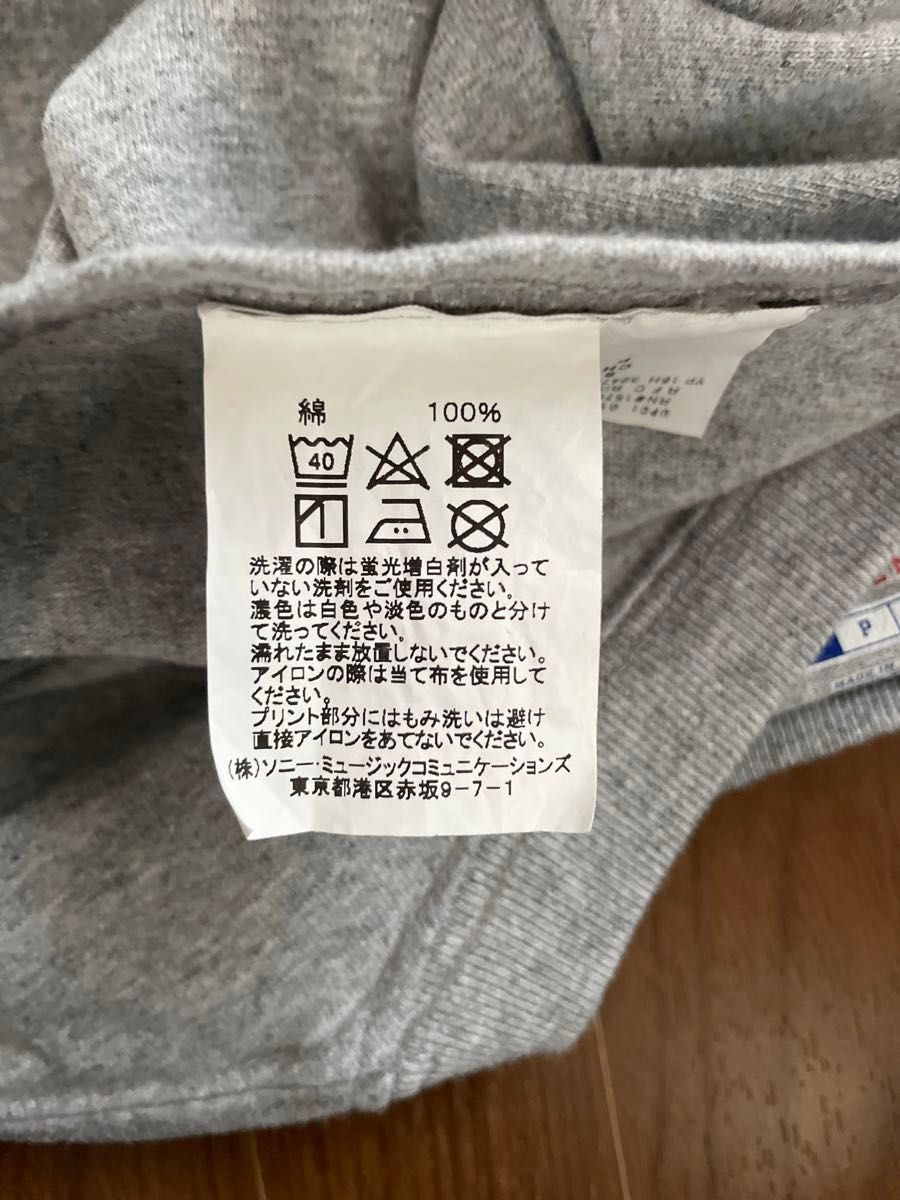 綿 100%
40
洗濯の際は蛍光増白剤が入って
いない洗剤をご使用ください。
濃色は白色や淡色のものと分け
て洗ってください。
濡れたまま放置しないでください。
アイロンの際は当て布を使用して
ください。
プリント部分にはもみ洗いは避け
直接アイロンをあてないでください。
(株)ソニー・ミュージックコミュニケーションズ
東京都港区赤坂9-7-1
P
MADE IN